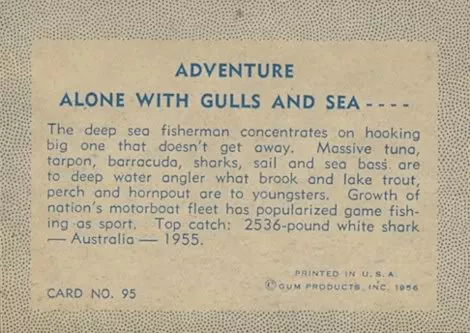 ADVENTURE
ALONE WITH GULLS AND SEA - - - -
The deep sea fisherman concentrates on hooking
big one that doesn't get away. Massive tuna,
tarpon, barracuda, sharks, sail and sea bass are
to deep water angler what brook and lake trout,
perch and hornpout are to youngsters. Growth of
nation's motorboat fleet has popularized game fish-
ing as sport. Top catch: 2536-pound white shark
— Australia — 1955.
PRINTED IN U. S. A.
CARD NO. 95
© GUM PRODUCTS, INC. 1956